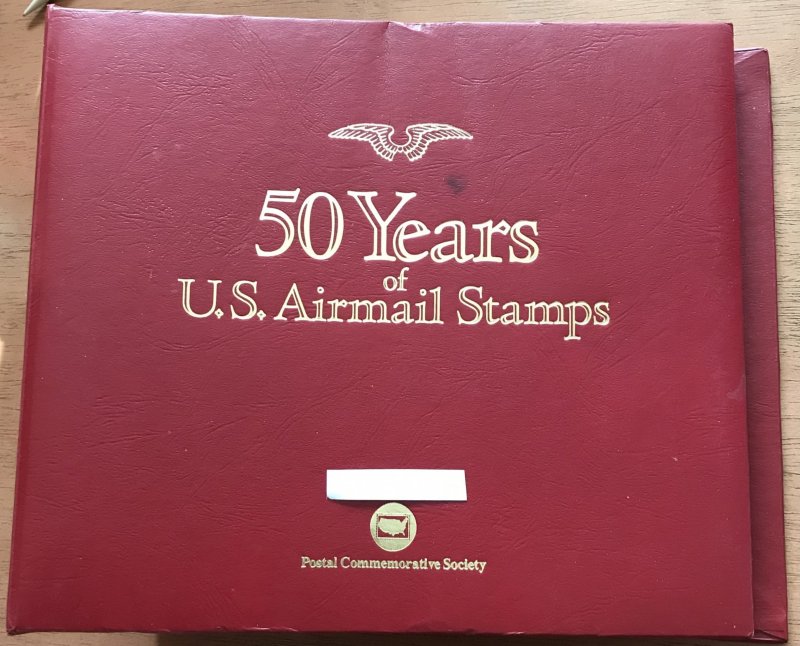 50 Years
of
U.S. Airmail Stamps
Postal Commemorative Society